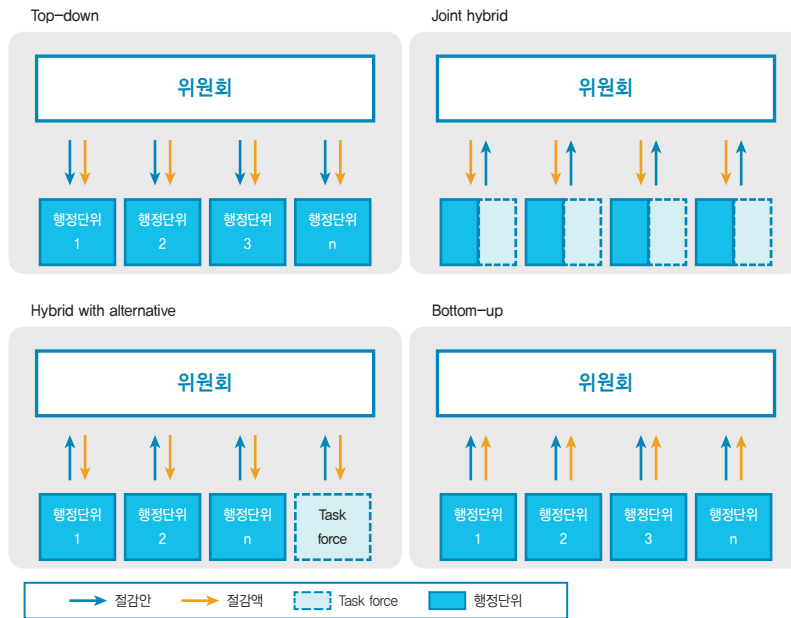 Top-down
위원회
행정단위 행정단위 행정단위 행정단위
1 2 3 n
Joint hybrid
위원회
Hybrid with alternative
위원회
행정단위 행정단위 행정단위 Task
1 2 n force
Bottom-up
위원회
행정단위 행정단위 행정단위 행정단위
1 2 3 n
절감안 절감액 Task force 행정단위